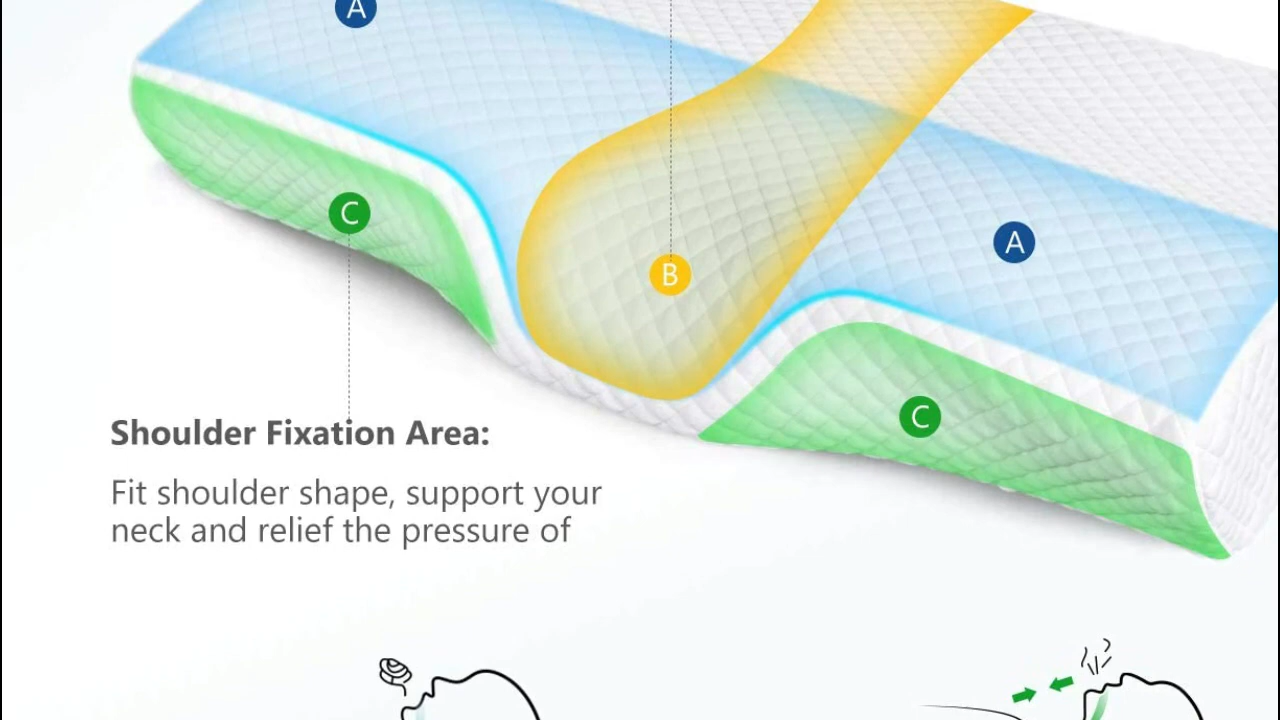 A
C
A
B
C
Shoulder Fixation Area:
Fit shoulder shape, support your
neck and relief the pressure of